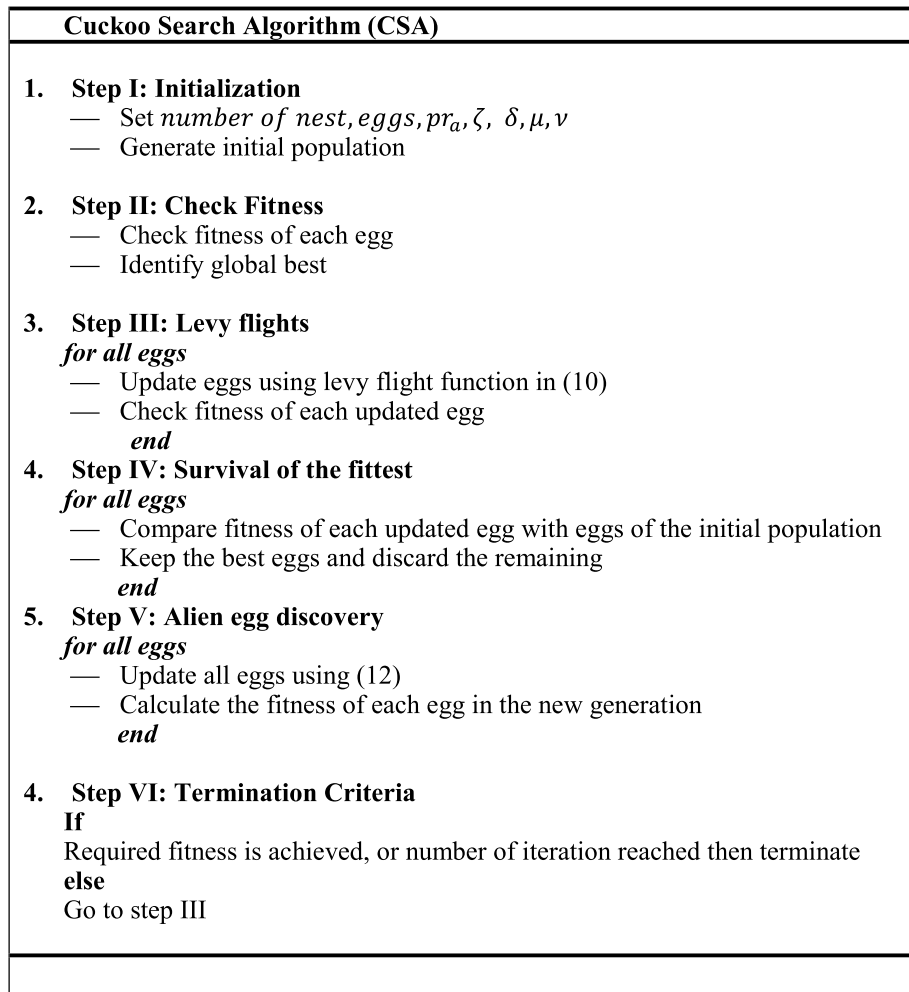 Cuckoo Search Algorithm (CSA)
1. Step I: Initialization
— Set number of nest, eggs, prₐ, ζ, δ, μ, ν
— Generate initial population
2. Step II: Check Fitness
— Check fitness of each egg
— Identify global best
3. Step III: Levy flights
for all eggs
— Update eggs using levy flight function in (10)
— Check fitness of each updated egg
end
4. Step IV: Survival of the fittest
for all eggs
— Compare fitness of each updated egg with eggs of the initial population
— Keep the best eggs and discard the remaining
end
5. Step V: Alien egg discovery
for all eggs
— Update all eggs using (12)
— Calculate the fitness of each egg in the new generation
end
4. Step VI: Termination Criteria
If
Required fitness is achieved, or number of iteration reached then terminate
else
Go to step III